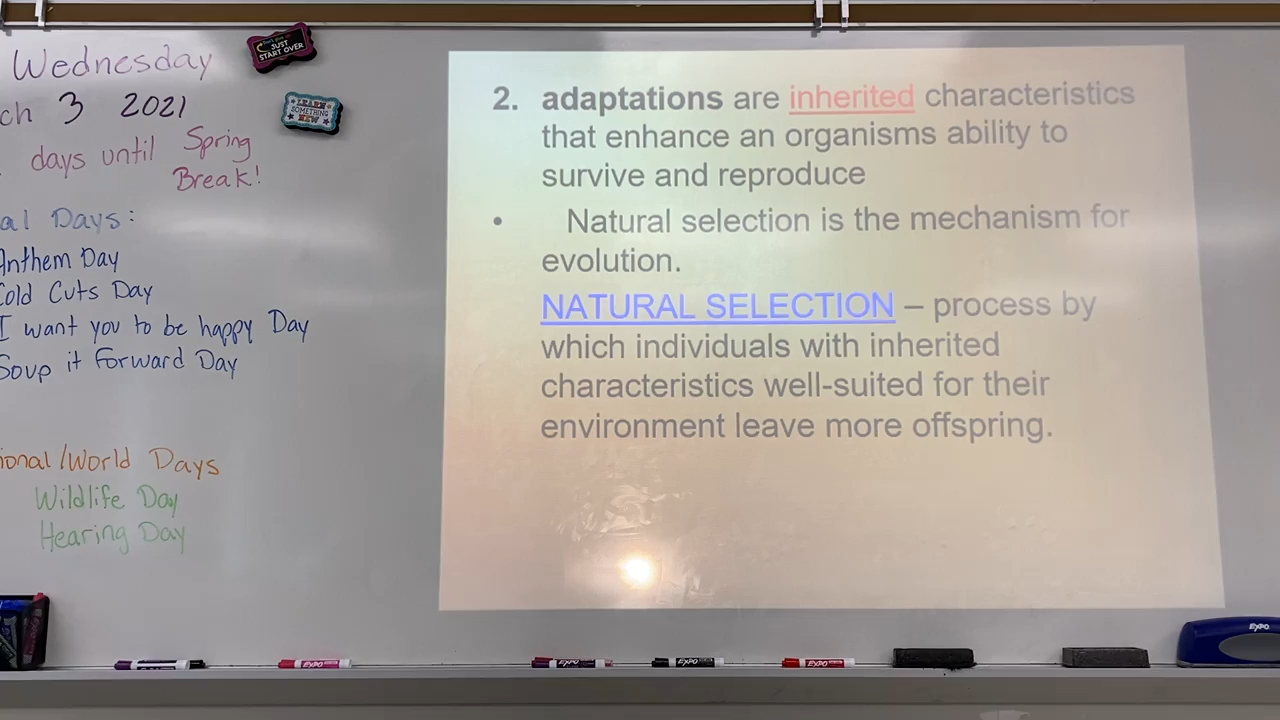 Wednesday
ch 3 2021
days until Spring
Break!
al Days:
Anthem Day
Cold Cuts Day
I want you to be happy Day
Soup it Forward Day
ional/World Days
Wildlife Day
Hearing Day
JUST
START OVER
LEARN
SOMETHING
NEW
2. adaptations are inherited characteristics
that enhance an organisms ability to
survive and reproduce
• Natural selection is the mechanism for
evolution.
NATURAL SELECTION – process by
which individuals with inherited
characteristics well-suited for their
environment leave more offspring.
EXPO
EXPO
EXPO
EXPO
EXPO